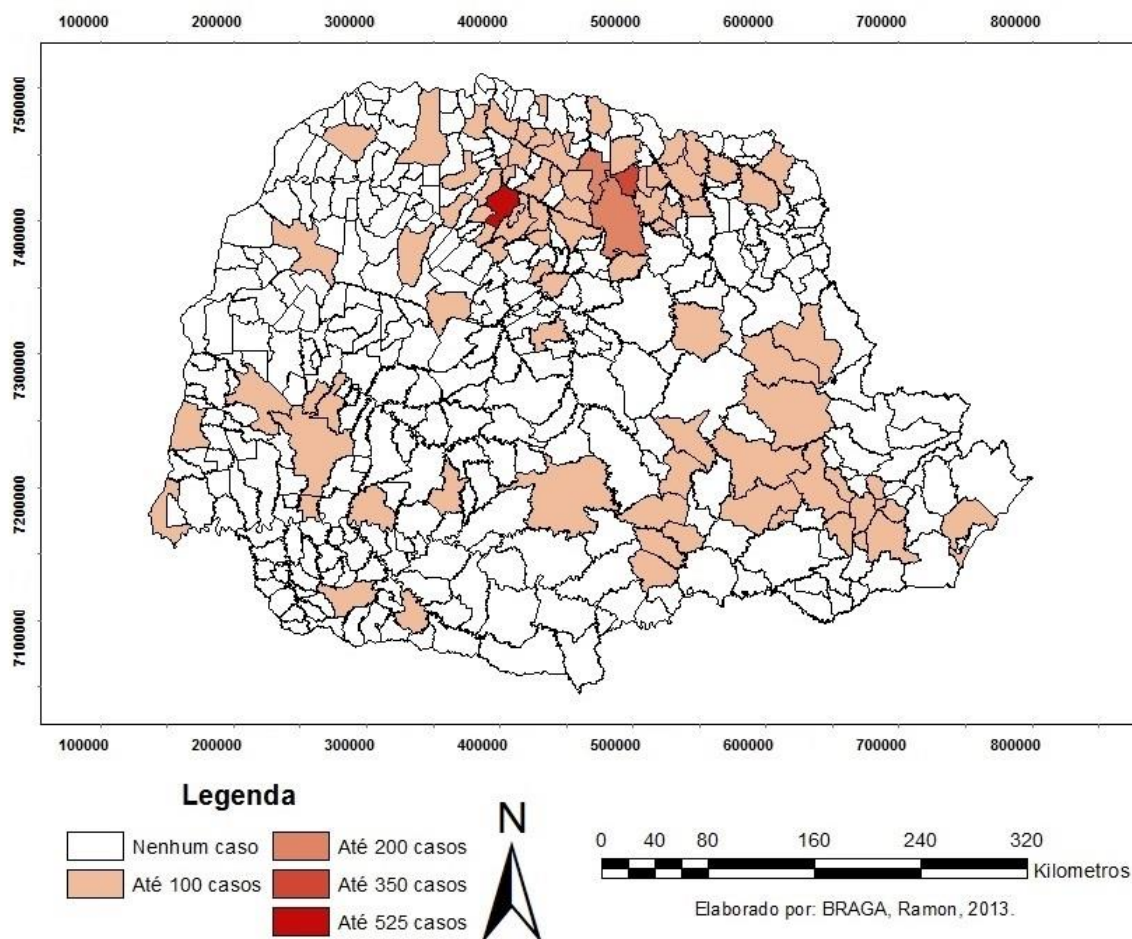 100000 200000 300000 400000 500000 600000 700000 800000
7500000
7400000
7300000
7200000
7100000
100000 200000 300000 400000 500000 600000 700000 800000
Legenda
Nenhum caso
Até 100 casos
Até 200 casos
Até 350 casos
Até 525 casos
N
0 40 80 160 240 320
Kilometros
Elaborado por: BRAGA, Ramon, 2013.